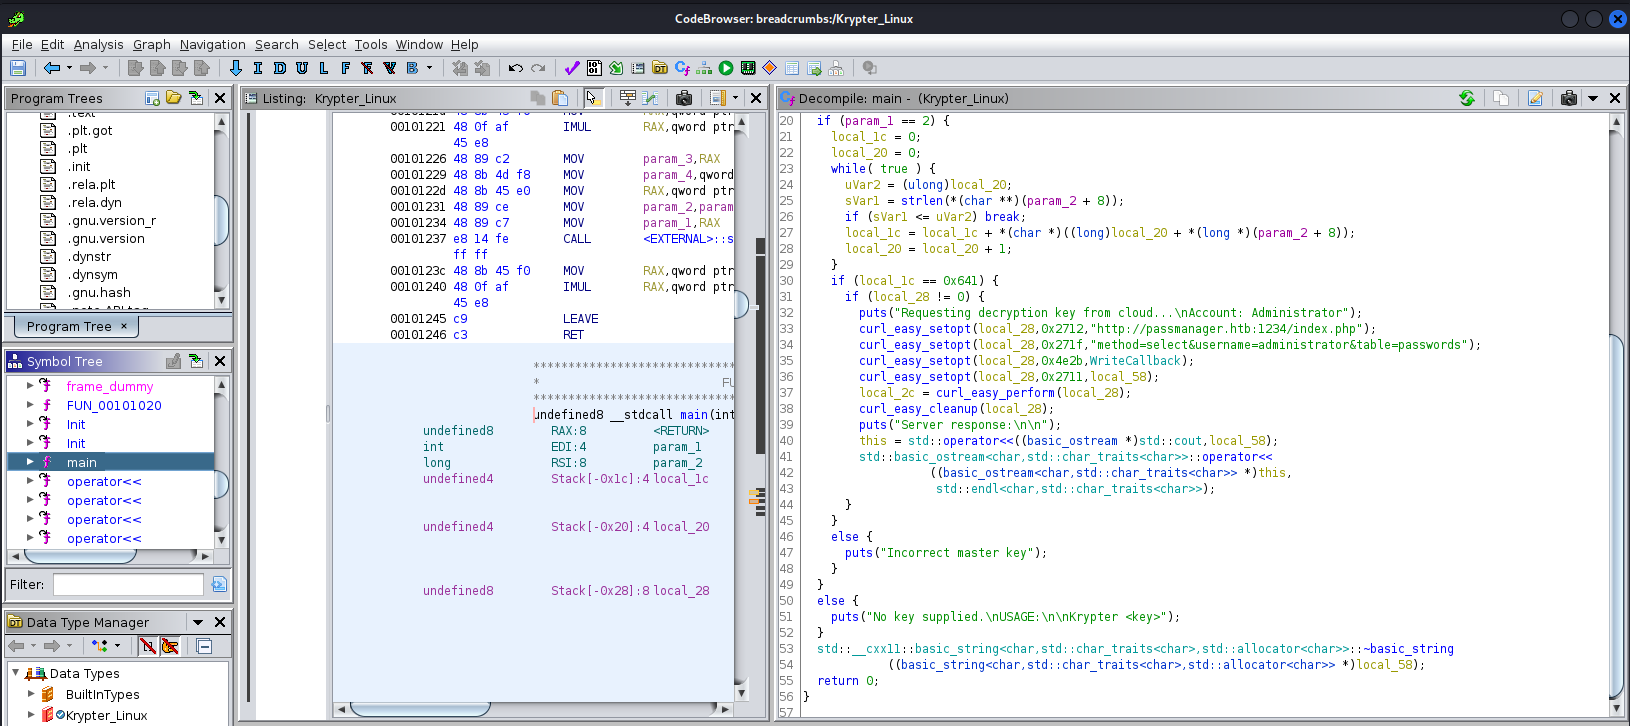 CodeBrowser: breadcrumbs:/Krypter_Linux
File Edit Analysis Graph Navigation Search Select Tools Window Help
I D U L F B
Program Trees
.text
.plt.got
.plt
.init
.rela.plt
.rela.dyn
.gnu.version_r
.gnu.version
.dynstr
.dynsym
.gnu.hash
Program Tree ×
Symbol Tree
frame_dummy
FUN_00101020
Init
Init
main
operator<<
operator<<
operator<<
operator<<
Filter:
Data Type Manager
Data Types
BuiltInTypes
Krypter_Linux
Listing: Krypter_Linux
00101221 48 0f af IMUL RAX,qword ptr
45 e8
00101226 48 89 c2 MOV param_3,RAX
00101229 48 8b 4d f8 MOV param_4,qword
0010122d 48 8b 45 e0 MOV RAX,qword ptr
00101231 48 89 ce MOV param_2,param
00101234 48 89 c7 MOV param_1,RAX
00101237 e8 14 fe CALL <EXTERNAL>::s
ff ff
0010123c 48 8b 45 f0 MOV RAX,qword ptr
00101240 48 0f af IMUL RAX,qword ptr
45 e8
00101245 c9 LEAVE
00101246 c3 RET
********************************
* FU
********************************
undefined8 __stdcall main(int
undefined8 RAX:8 <RETURN>
int EDI:4 param_1
long RSI:8 param_2
undefined4 Stack[-0x1c]:4 local_1c
undefined4 Stack[-0x20]:4 local_20
undefined8 Stack[-0x28]:8 local_28
Decompile: main - (Krypter_Linux)
20 if (param_1 == 2) {
21 local_1c = 0;
22 local_20 = 0;
23 while( true ) {
24 uVar2 = (ulong)local_20;
25 sVar1 = strlen(*(char **)(param_2 + 8));
26 if (sVar1 <= uVar2) break;
27 local_1c = local_1c + *(char *)((long)local_20 + *(long *)(param_2 + 8));
28 local_20 = local_20 + 1;
29 }
30 if (local_1c == 0x641) {
31 if (local_28 != 0) {
32 puts("Requesting decryption key from cloud...\nAccount: Administrator");
33 curl_easy_setopt(local_28,0x2712,"http://passmanager.htb:1234/index.php");
34 curl_easy_setopt(local_28,0x271f,"method=select&username=administrator&table=passwords");
35 curl_easy_setopt(local_28,0x4e2b,WriteCallback);
36 curl_easy_setopt(local_28,0x2711,local_58);
37 local_2c = curl_easy_perform(local_28);
38 curl_easy_cleanup(local_28);
39 puts("Server response:\n\n");
40 this = std::operator<<((basic_ostream *)std::cout,local_58);
41 std::basic_ostream<char,std::char_traits<char>>::operator<<
42 ((basic_ostream<char,std::char_traits<char>> *)this,
43 std::endl<char,std::char_traits<char>>);
44 }
45 }
46 else {
47 puts("Incorrect master key");
48 }
49 }
50 else {
51 puts("No key supplied.\nUSAGE:\n\nKrypter <key>");
52 }
53 std::__cxx11::basic_string<char,std::char_traits<char>,std::allocator<char>>::~basic_string
54 ((basic_string<char,std::char_traits<char>,std::allocator<char>> *)local_58);
55 return 0;
56 }
57